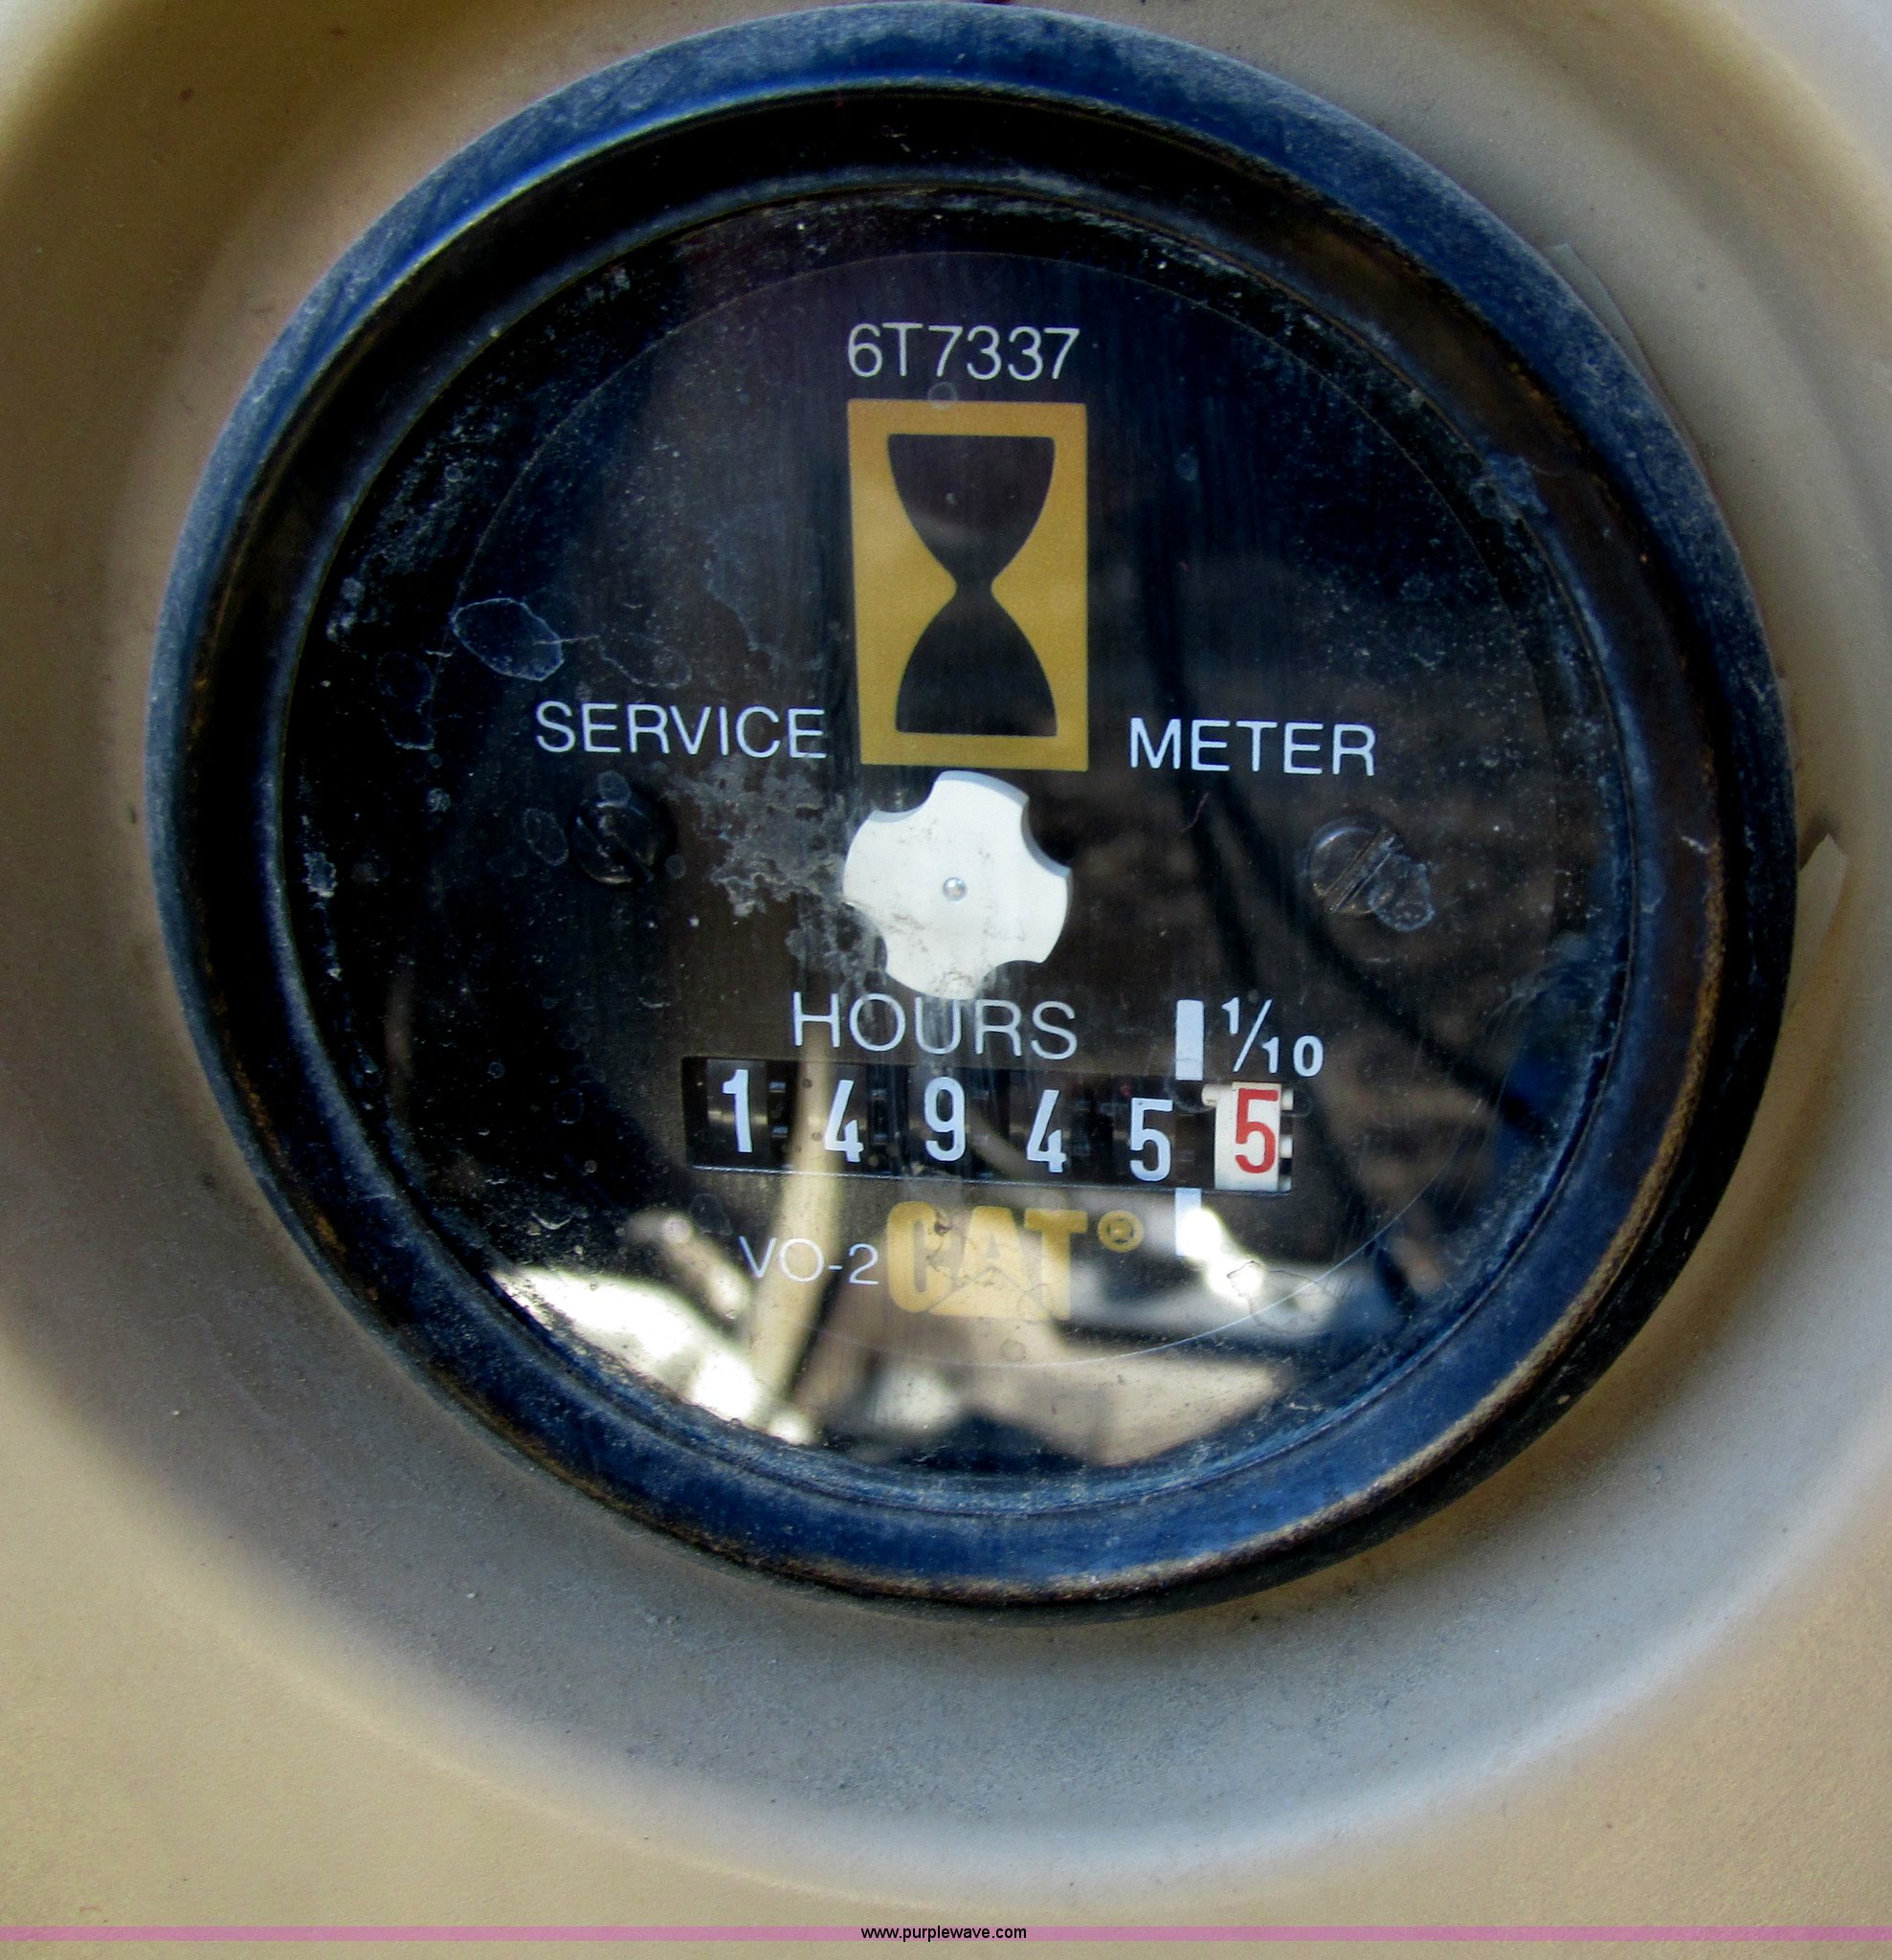 6T7337
SERVICE METER
HOURS 1/10
1 4 9 4 5 5
VO-2 CAT®
www.purplewave.com